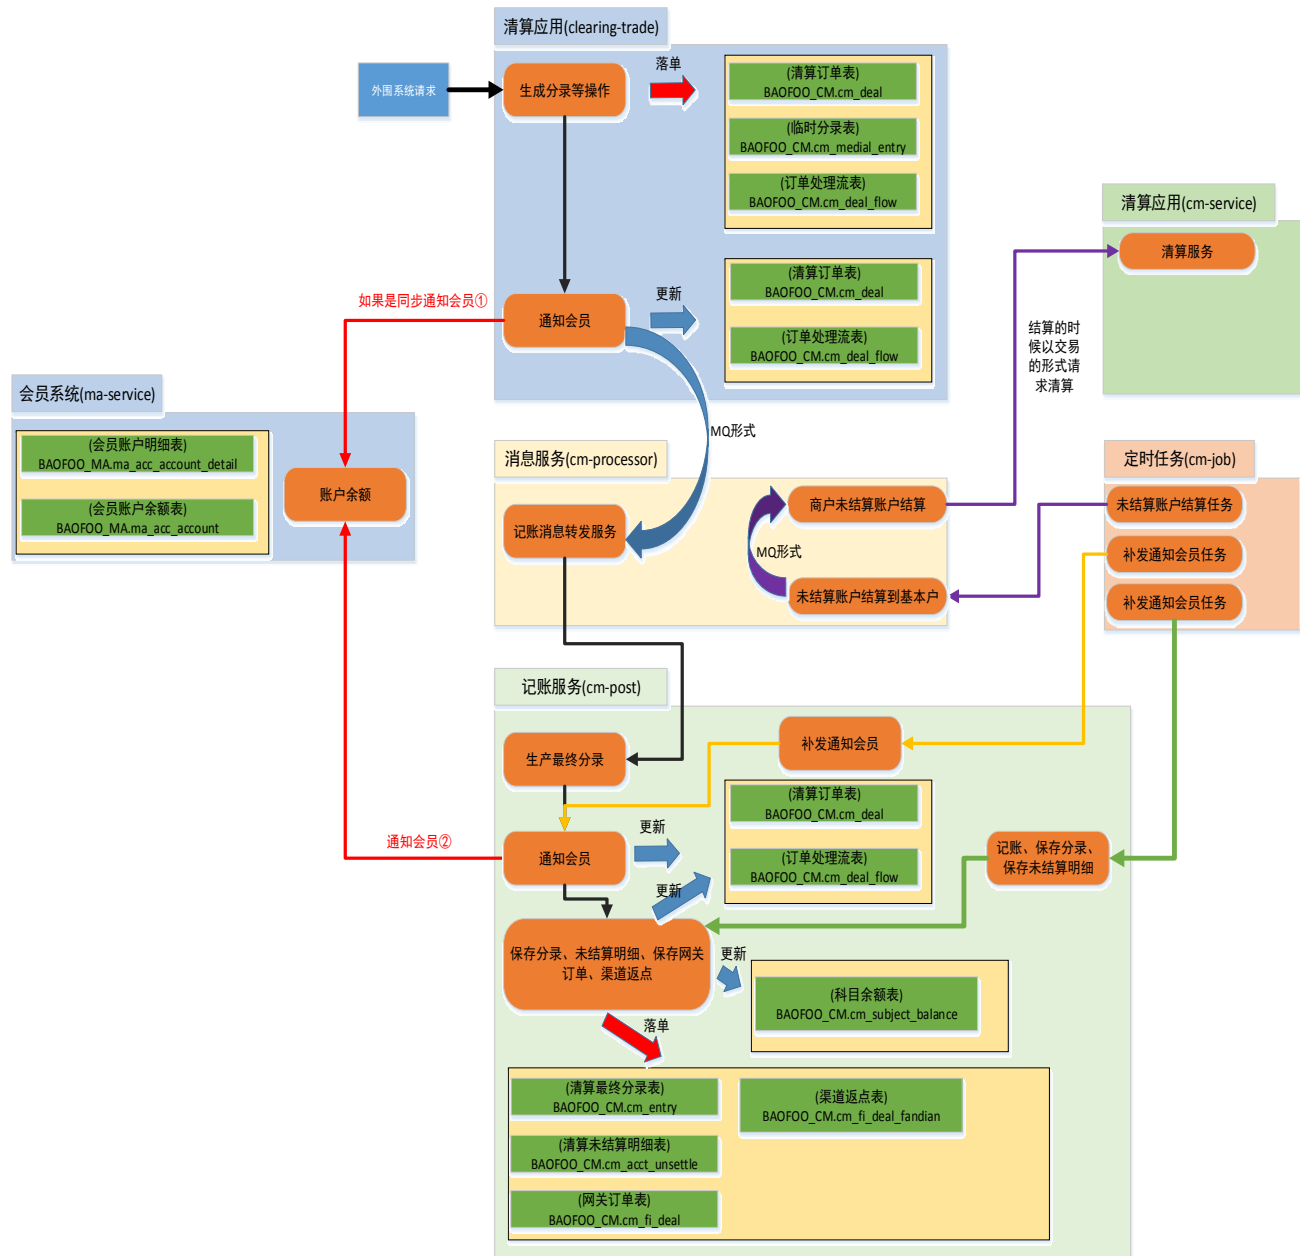 清算应用(clearing-trade)
外围系统请求
生成分录等操作
落单
(清算订单表)
BAOFOO_CM.cm_deal
(临时分录表)
BAOFOO_CM.cm_medial_entry
(订单处理流表)
BAOFOO_CM.cm_deal_flow
清算应用(cm-service)
清算服务
如果是同步通知会员①
通知会员
更新
(清算订单表)
BAOFOO_CM.cm_deal
(订单处理流表)
BAOFOO_CM.cm_deal_flow
结算的时
候以交易
的形式请
求清算
会员系统(ma-service)
(会员账户明细表)
BAOFOO_MA.ma_acc_account_detail
(会员账户余额表)
BAOFOO_MA.ma_acc_account
账户余额
MQ形式
消息服务(cm-processor)
记账消息转发服务
商户未结算账户结算
MQ形式
未结算账户结算到基本户
定时任务(cm-job)
未结算账户结算任务
补发通知会员任务
补发通知会员任务
记账服务(cm-post)
生产最终分录
补发通知会员
通知会员②
通知会员
更新
(清算订单表)
BAOFOO_CM.cm_deal
(订单处理流表)
BAOFOO_CM.cm_deal_flow
记账、保存分录、
保存未结算明细
更新
保存分录、未结算明细、保存网关
订单、渠道返点
更新
(科目余额表)
BAOFOO_CM.cm_subject_balance
落单
(清算最终分录表)
BAOFOO_CM.cm_entry
(渠道返点表)
BAOFOO_CM.cm_fi_deal_fandian
(清算未结算明细表)
BAOFOO_CM.cm_acct_unsettle
(网关订单表)
BAOFOO_CM.cm_fi_deal